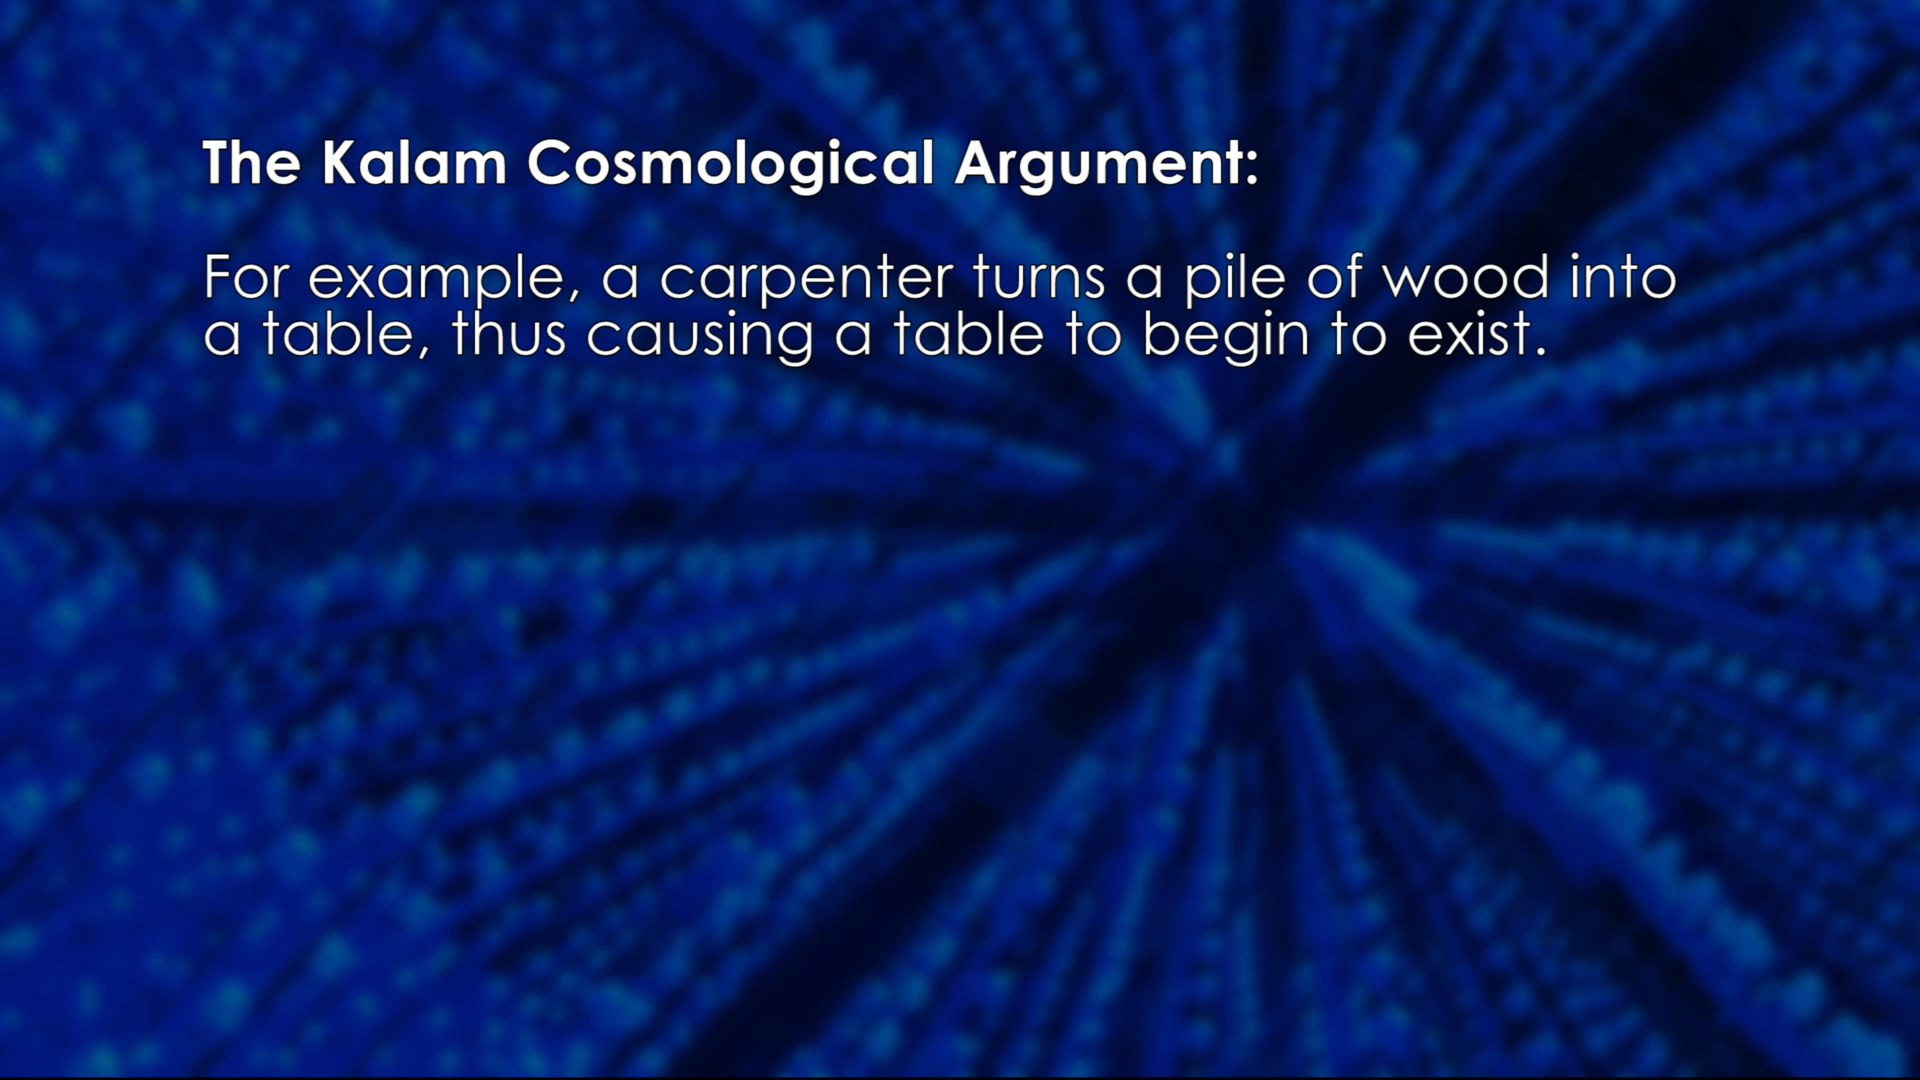 The Kalam Cosmological Argument:
For example, a carpenter turns a pile of wood into
a table, thus causing a table to begin to exist.